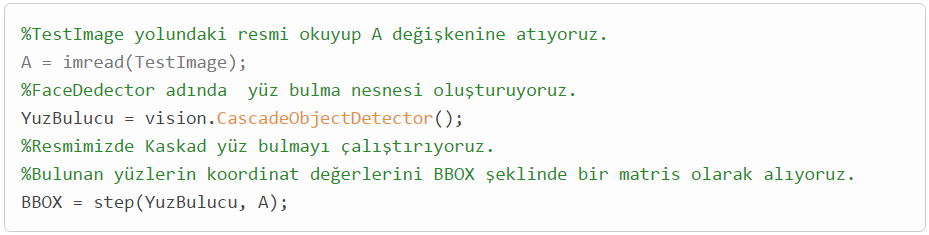 %TestImage yolundaki resmi okuyup A değişkenine atıyoruz.
A = imread(TestImage);
%FaceDedector adında  yüz bulma nesnesi oluşturuyoruz.
YuzBulucu = vision.CascadeObjectDetector();
%Resmimizde Kaskad yüz bulmayı çalıştırıyoruz.
%Bulunan yüzlerin koordinat değerlerini BBOX şeklinde bir matris olarak alıyoruz.
BBOX = step(YuzBulucu, A);